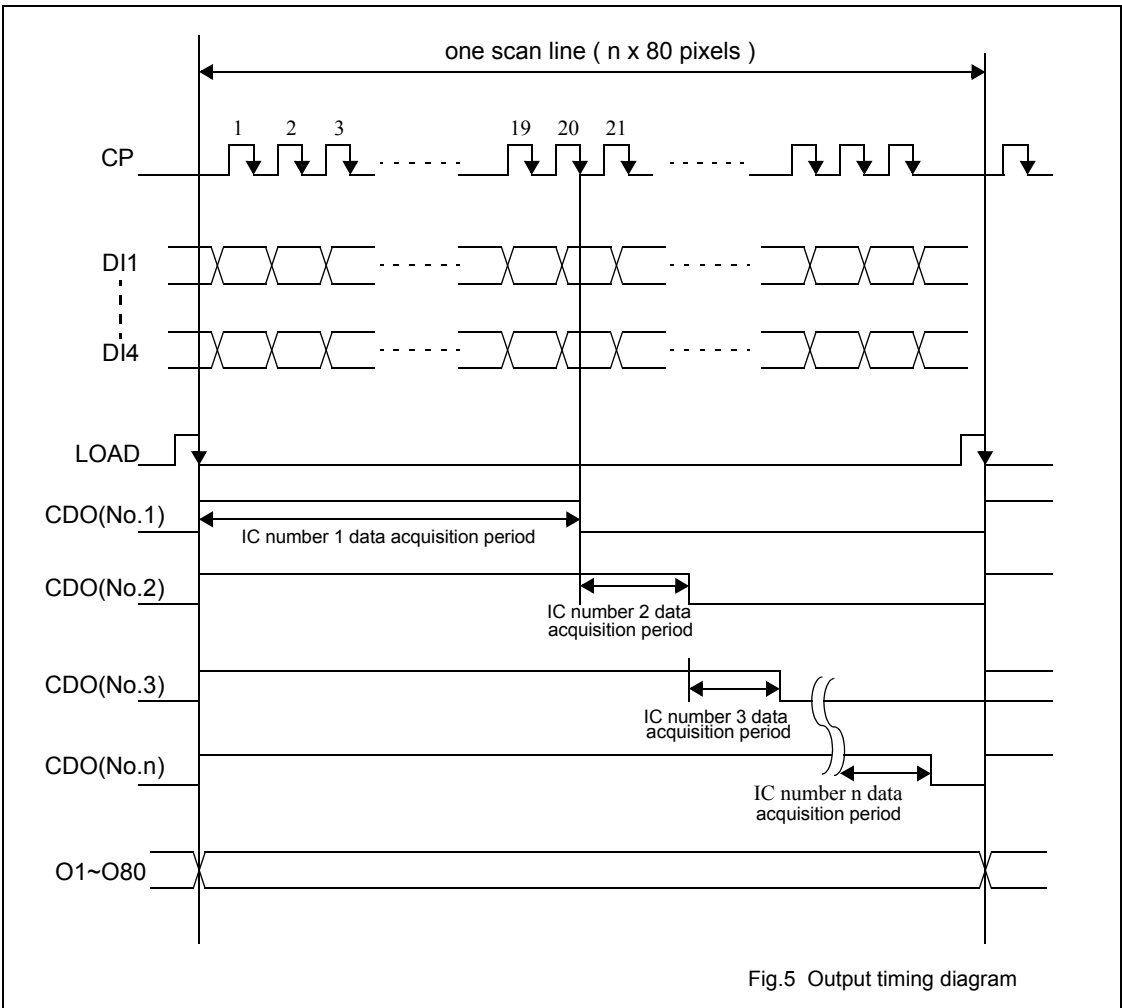 one scan line ( n x 80 pixels )
1 2 3 19 20 21
CP
DI1
DI4
LOAD
CDO(No.1)
IC number 1 data acquisition period
CDO(No.2)
IC number 2 data
acquisition period
CDO(No.3)
IC number 3 data
acquisition period
CDO(No.n)
IC number n data
acquisition period
O1~O80
Fig.5 Output timing diagram